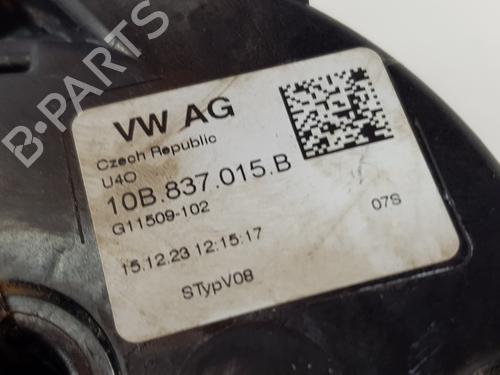 B-PARTS
VW AG
Czech Republic
U4O
10B.837.015.B
G11509-102
15.12.23 12:15:17
07S
STypV08